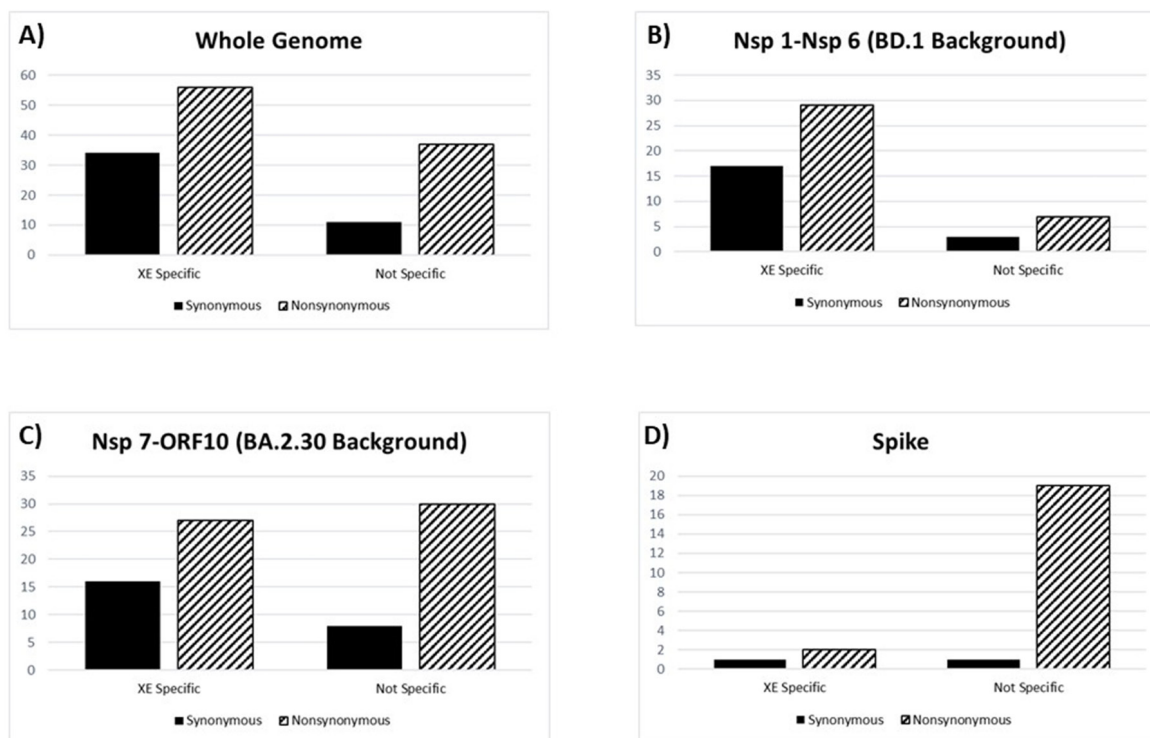 A)
Whole Genome
60
50
40
30
20
10
0
XE Specific
Not Specific
Synonymous Nonsynonymous
B)
Nsp 1-Nsp 6 (BD.1 Background)
35
30
25
20
15
10
5
0
XE Specific
Not Specific
Synonymous Nonsynonymous
C)
Nsp 7-ORF10 (BA.2.30 Background)
35
30
25
20
15
10
5
0
XE Specific
Not Specific
Synonymous Nonsynonymous
D)
Spike
20
18
16
14
12
10
8
6
4
2
0
XE Specific
Not Specific
Synonymous Nonsynonymous